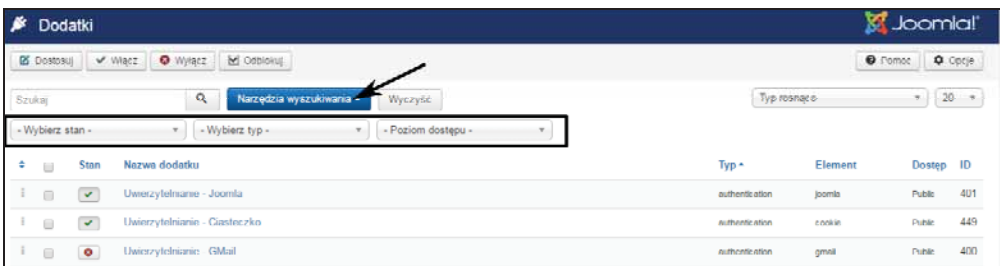 Dodatki Joomla!
Dostosuj Włącz Wyłącz Odblokuj Pomoc Opcje
Szukaj Narzędzia wyszukiwania Wyczyść Typ rosnąco 20
- Wybierz stan - - Wybierz typ - - Poziom dostępu -
Stan Nazwa dodatku Typ Element Dostęp ID
Uwierzytelnianie - Joomla authentication joomla Public 401
Uwierzytelnianie - Ciasteczko authentication cookie Public 449
Uwierzytelnianie - GMail authentication gmail Public 400